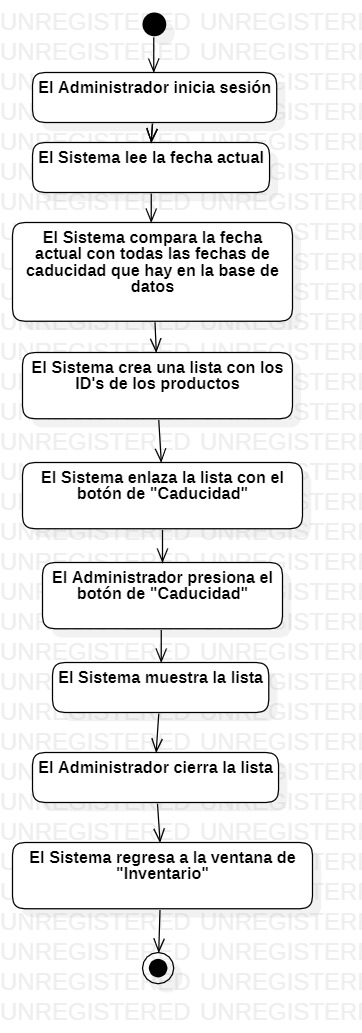 El Administrador inicia sesión
El Sistema lee la fecha actual
El Sistema compara la fecha
actual con todas las fechas de
caducidad que hay en la base de
datos
El Sistema crea una lista con los
ID's de los productos
El Sistema enlaza la lista con el
botón de "Caducidad"
El Administrador presiona el
botón de "Caducidad"
El Sistema muestra la lista
El Administrador cierra la lista
El Sistema regresa a la ventana de
"Inventario"